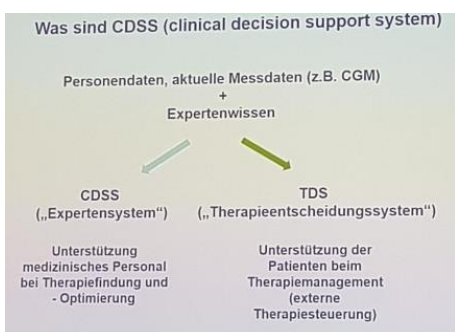 Was sind CDSS (clinical decision support system)
Personendaten, aktuelle Messdaten (z.B. CGM)
+
Expertenwissen
CDSS
(„Expertensystem“)
TDS
(„Therapieentscheidungssystem“)
Unterstützung
medizinisches Personal
bei Therapiefindung und
- Optimierung
Unterstützung der
Patienten beim
Therapiemanagement
(externe
Therapiesteuerung)